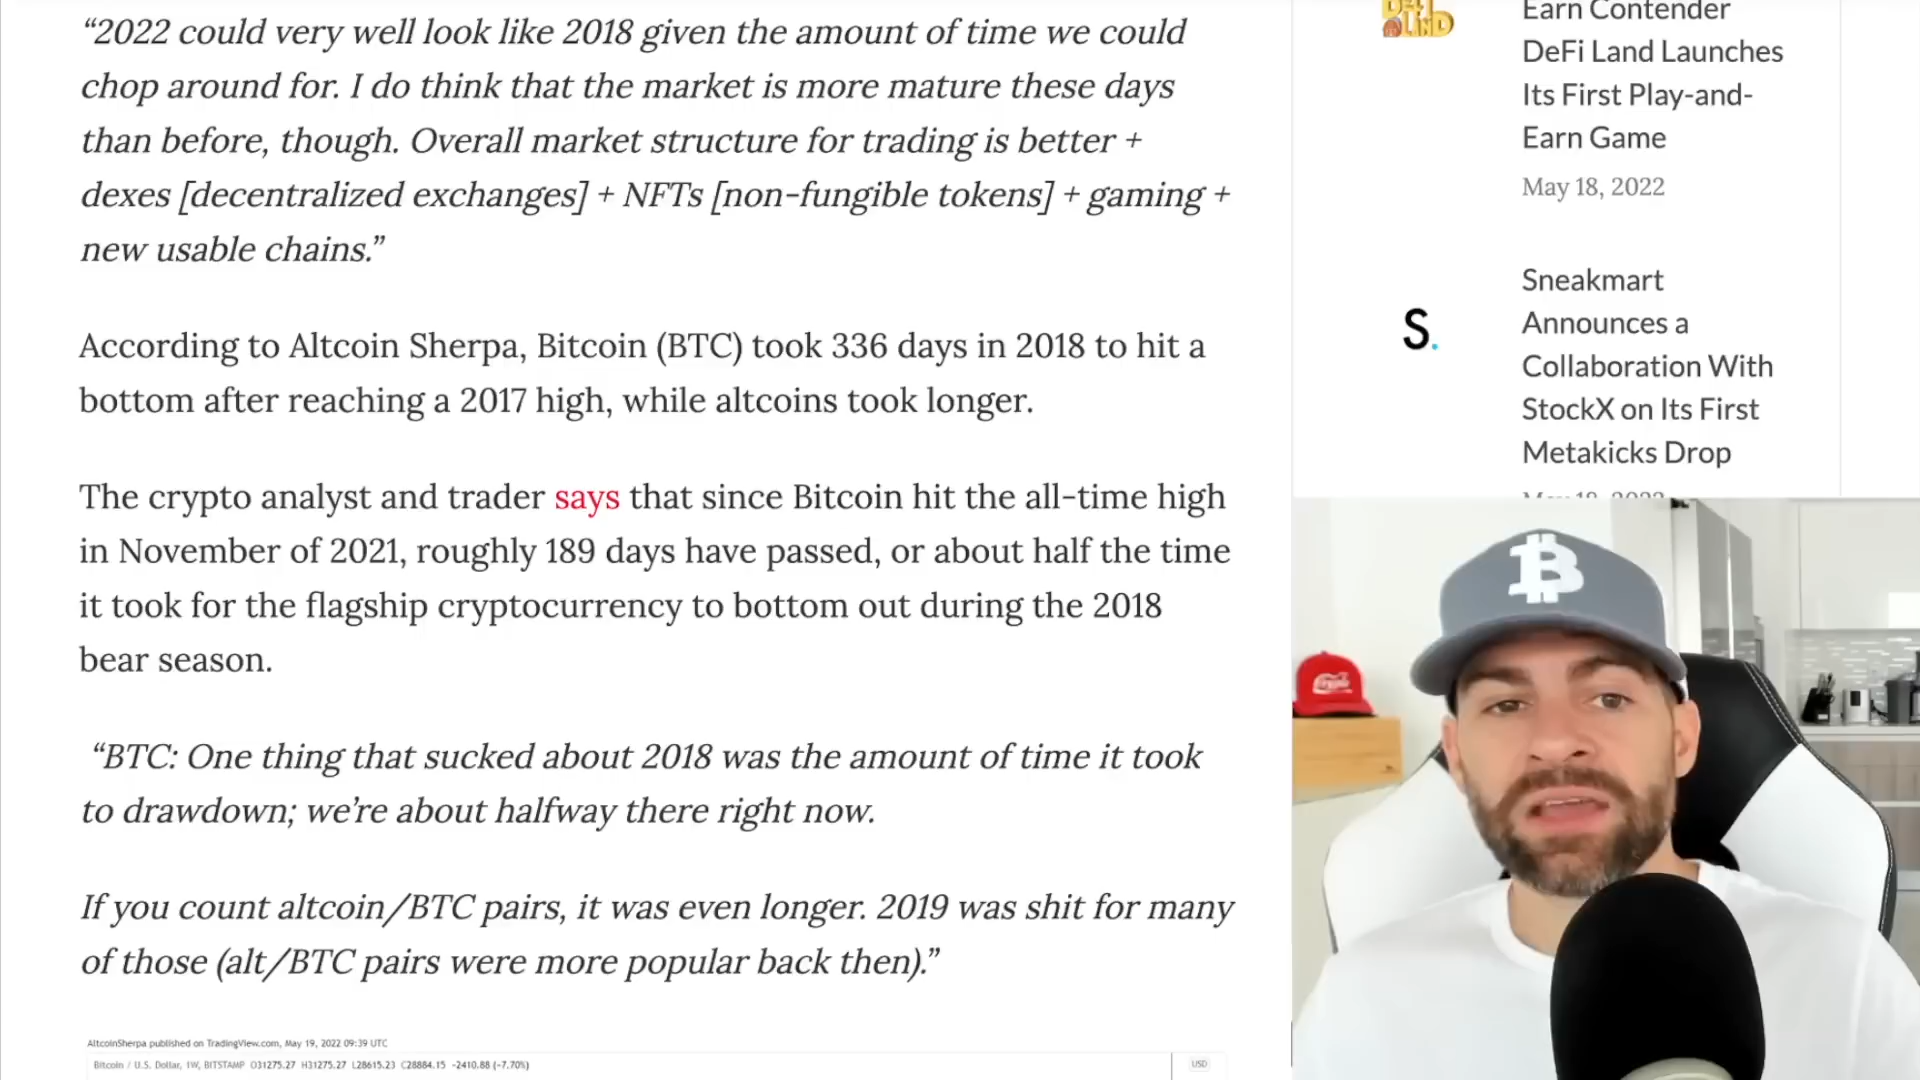 “2022 could very well look like 2018 given the amount of time we could
chop around for. I do think that the market is more mature these days
than before, though. Overall market structure for trading is better +
dexes [decentralized exchanges] + NFTs [non-fungible tokens] + gaming +
new usable chains.”
According to Altcoin Sherpa, Bitcoin (BTC) took 336 days in 2018 to hit a
bottom after reaching a 2017 high, while altcoins took longer.
The crypto analyst and trader says that since Bitcoin hit the all-time high
in November of 2021, roughly 189 days have passed, or about half the time
it took for the flagship cryptocurrency to bottom out during the 2018
bear season.
“BTC: One thing that sucked about 2018 was the amount of time it took
to drawdown; we’re about halfway there right now.
If you count altcoin/BTC pairs, it was even longer. 2019 was shit for many
of those (alt/BTC pairs were more popular back then).”
AltcoinSherpa published on TradingView.com, May 19, 2022 09:39 UTC
Bitcoin / U.S. Dollar, 1W, BITSTAMP O31275.27 H31275.27 L28615.23 C28884.15 -2410.88 (-7.70%)
USD
Earn Contender
DeFi Land Launches
Its First Play-and-
Earn Game
May 18, 2022
S.
Sneakmart
Announces a
Collaboration With
StockX on Its First
Metakicks Drop